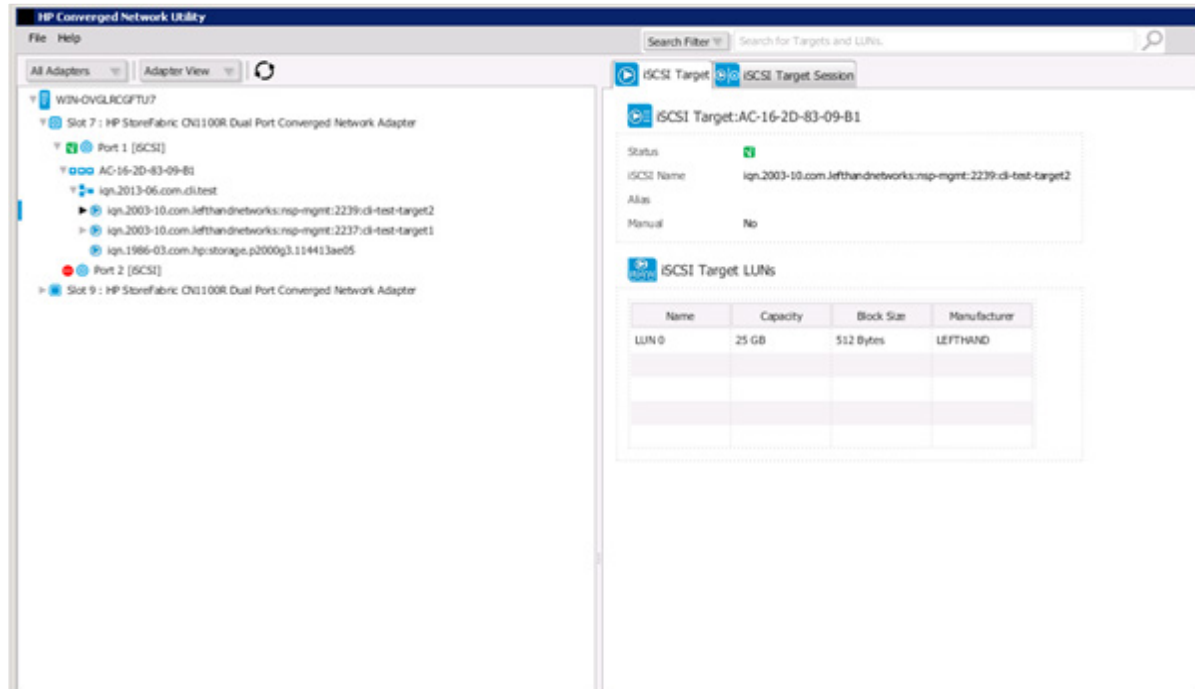 HP Converged Network Utility
File Help
Search Filter Search for Targets and LUNs.
All Adapters Adapter View
WIN-OVGLRCGFTU7
Slot 7 : HP StoreFabric CN1100R Dual Port Converged Network Adapter
Port 1 [iSCSI]
AC-16-2D-83-09-B1
iqn.2013-06.com.cli.test
iqn.2003-10.com.lefthandnetworks:nsp-mgmt:2239:cli-test-target2
iqn.2003-10.com.lefthandnetworks:nsp-mgmt:2237:cli-test-target1
iqn.1986-03.com.hp:storage.p2000g3.114413ae05
Port 2 [iSCSI]
Slot 9 : HP StoreFabric CN1100R Dual Port Converged Network Adapter
iSCSI Target iSCSI Target Session
iSCSI Target:AC-16-2D-83-09-B1
Status
iSCSI Name iqn.2003-10.com.lefthandnetworks:nsp-mgmt:2239:cli-test-target2
Alias
Manual No
iSCSI Target LUNs
Name Capacity Block Size Manufacturer
LUN 0 25 GB 512 Bytes LEFTHAND